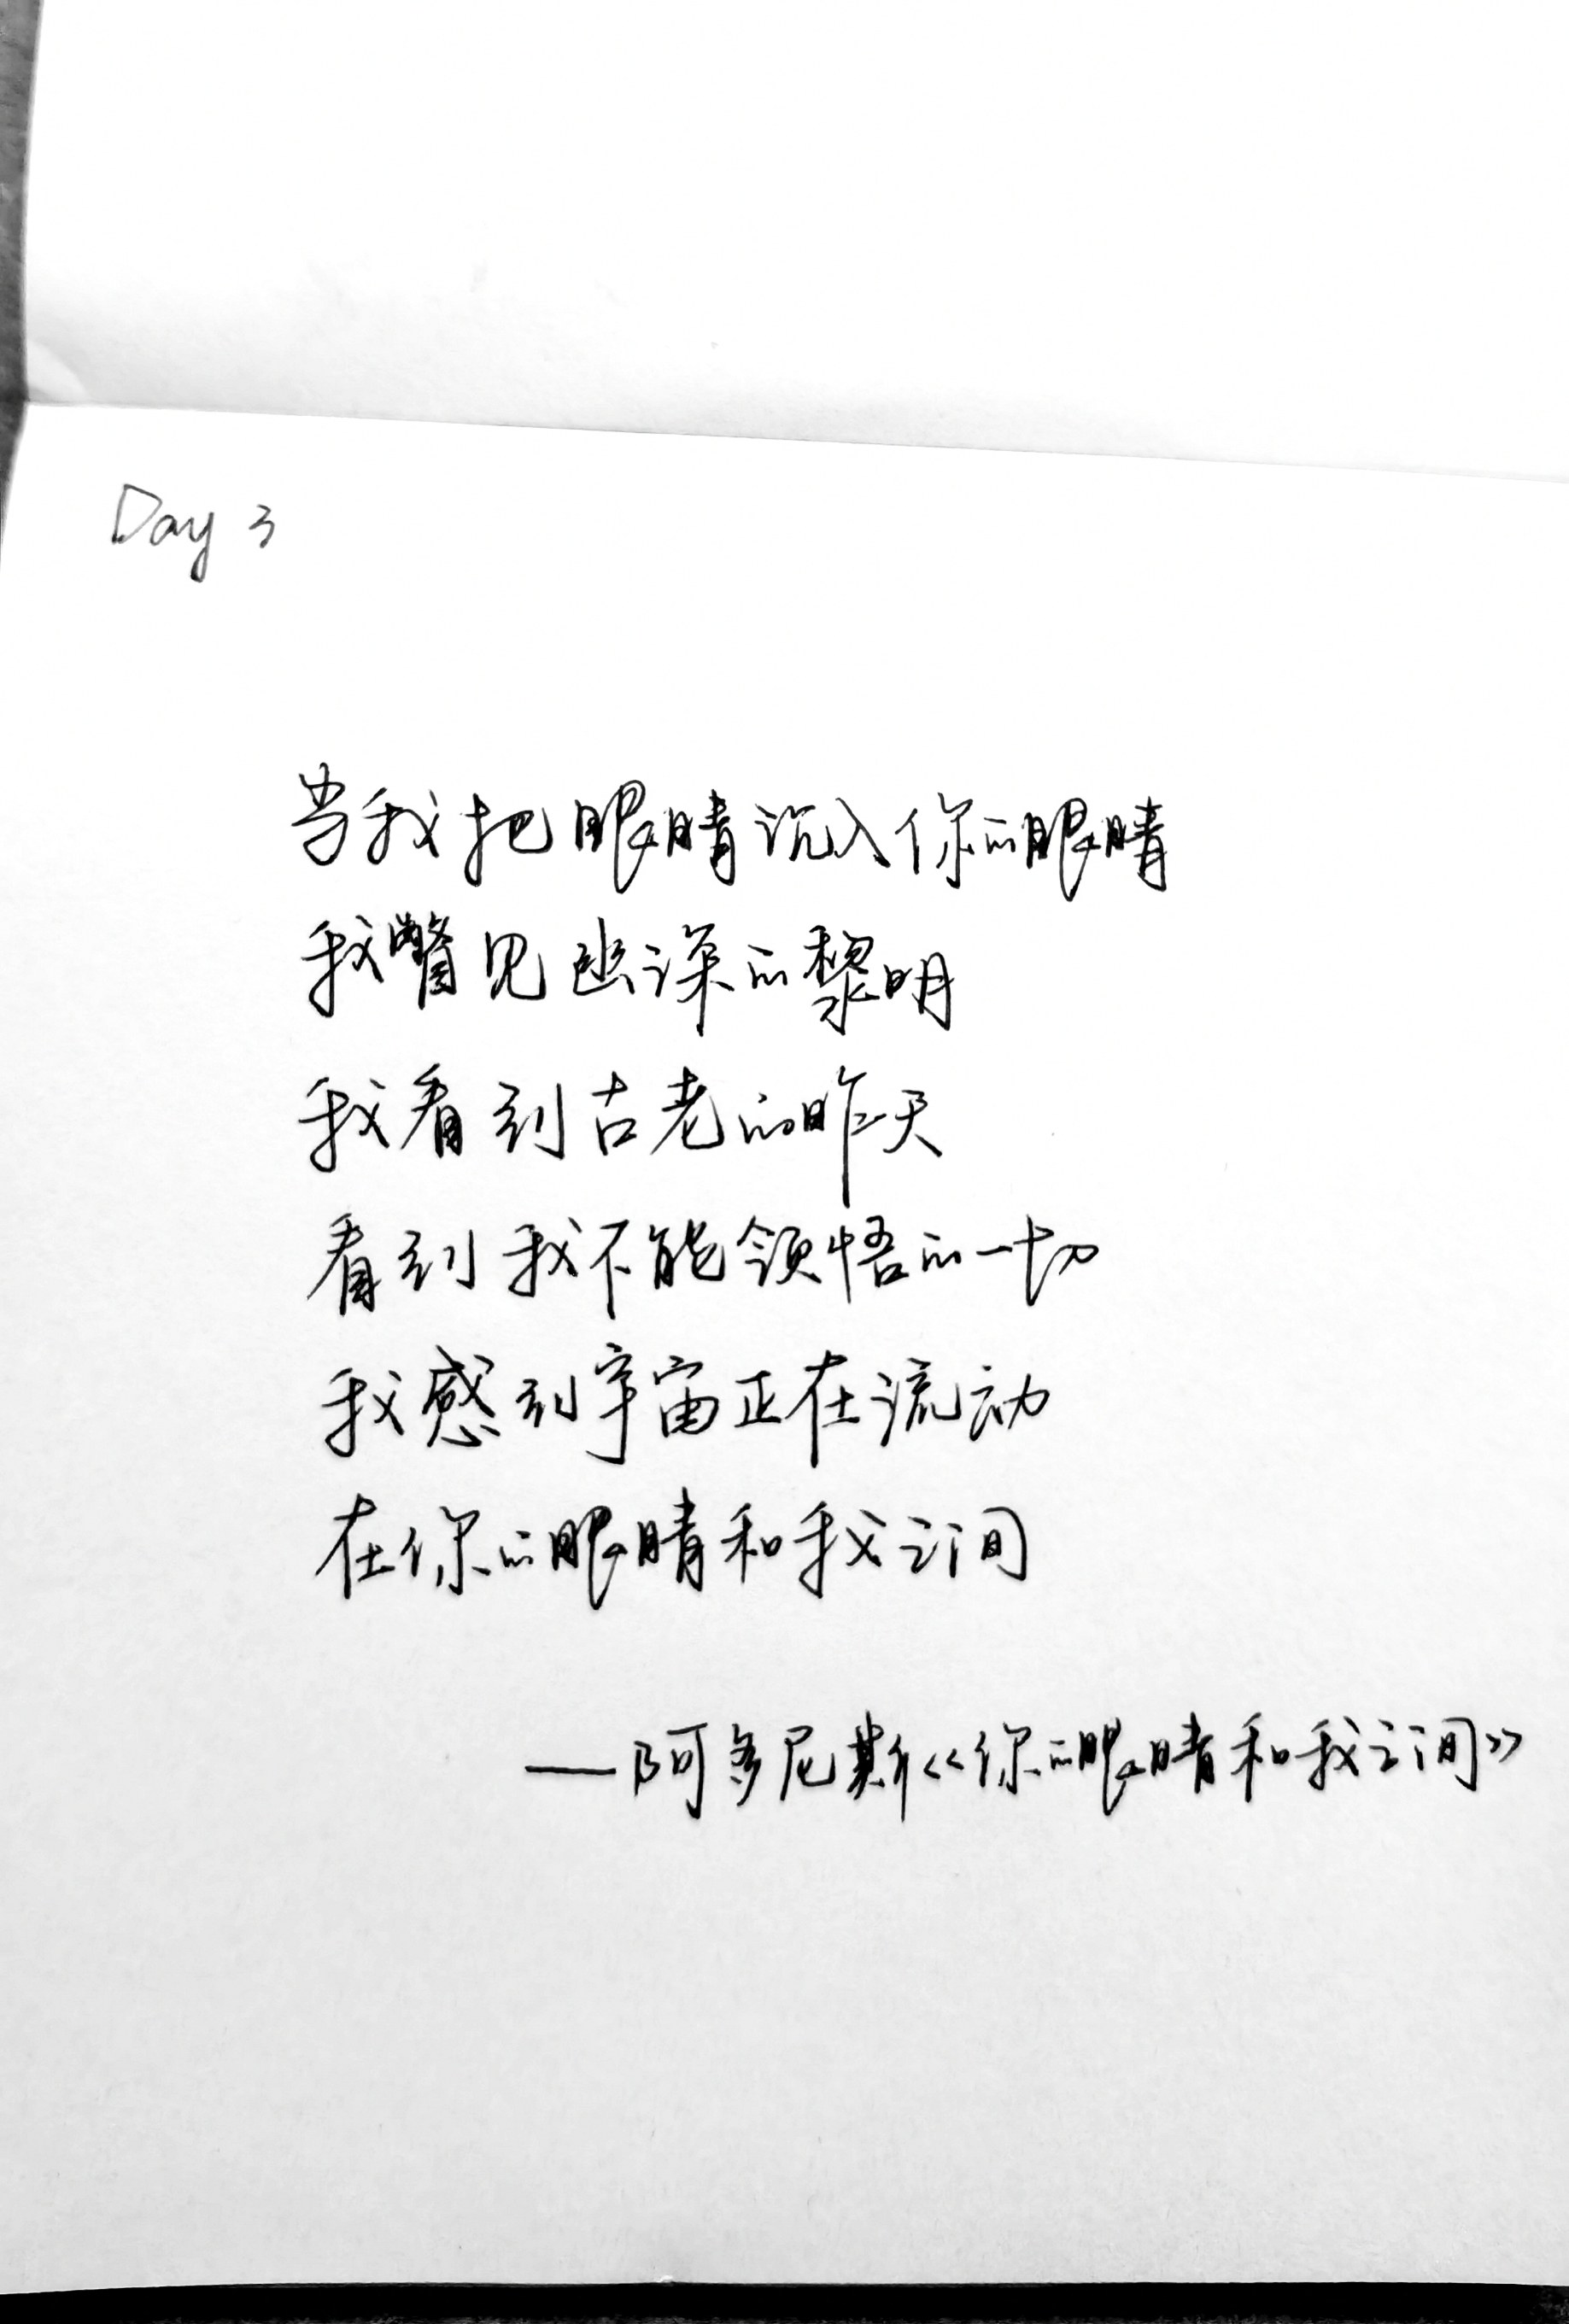 Day 3
当我把眼睛沉入你的眼睛
我瞥见幽深的黎明
我看到古老的昨天
看到我不能领悟的一切
我感到宇宙正在流动
在你的眼睛和我之间
——阿多尼斯《你的眼睛和我之间》